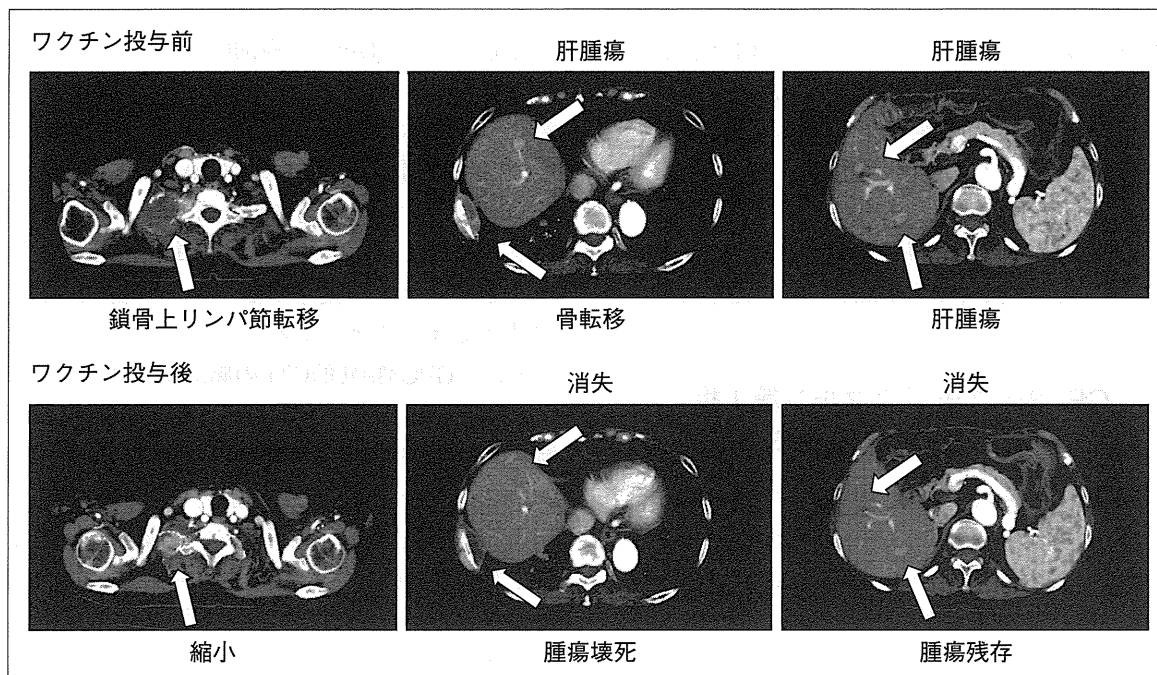 ワクチン投与前
肝腫瘍
肝腫瘍
鎖骨上リンパ節転移
骨転移
肝腫瘍
ワクチン投与後
消失
消失
縮小
腫瘍壊死
腫瘍残存